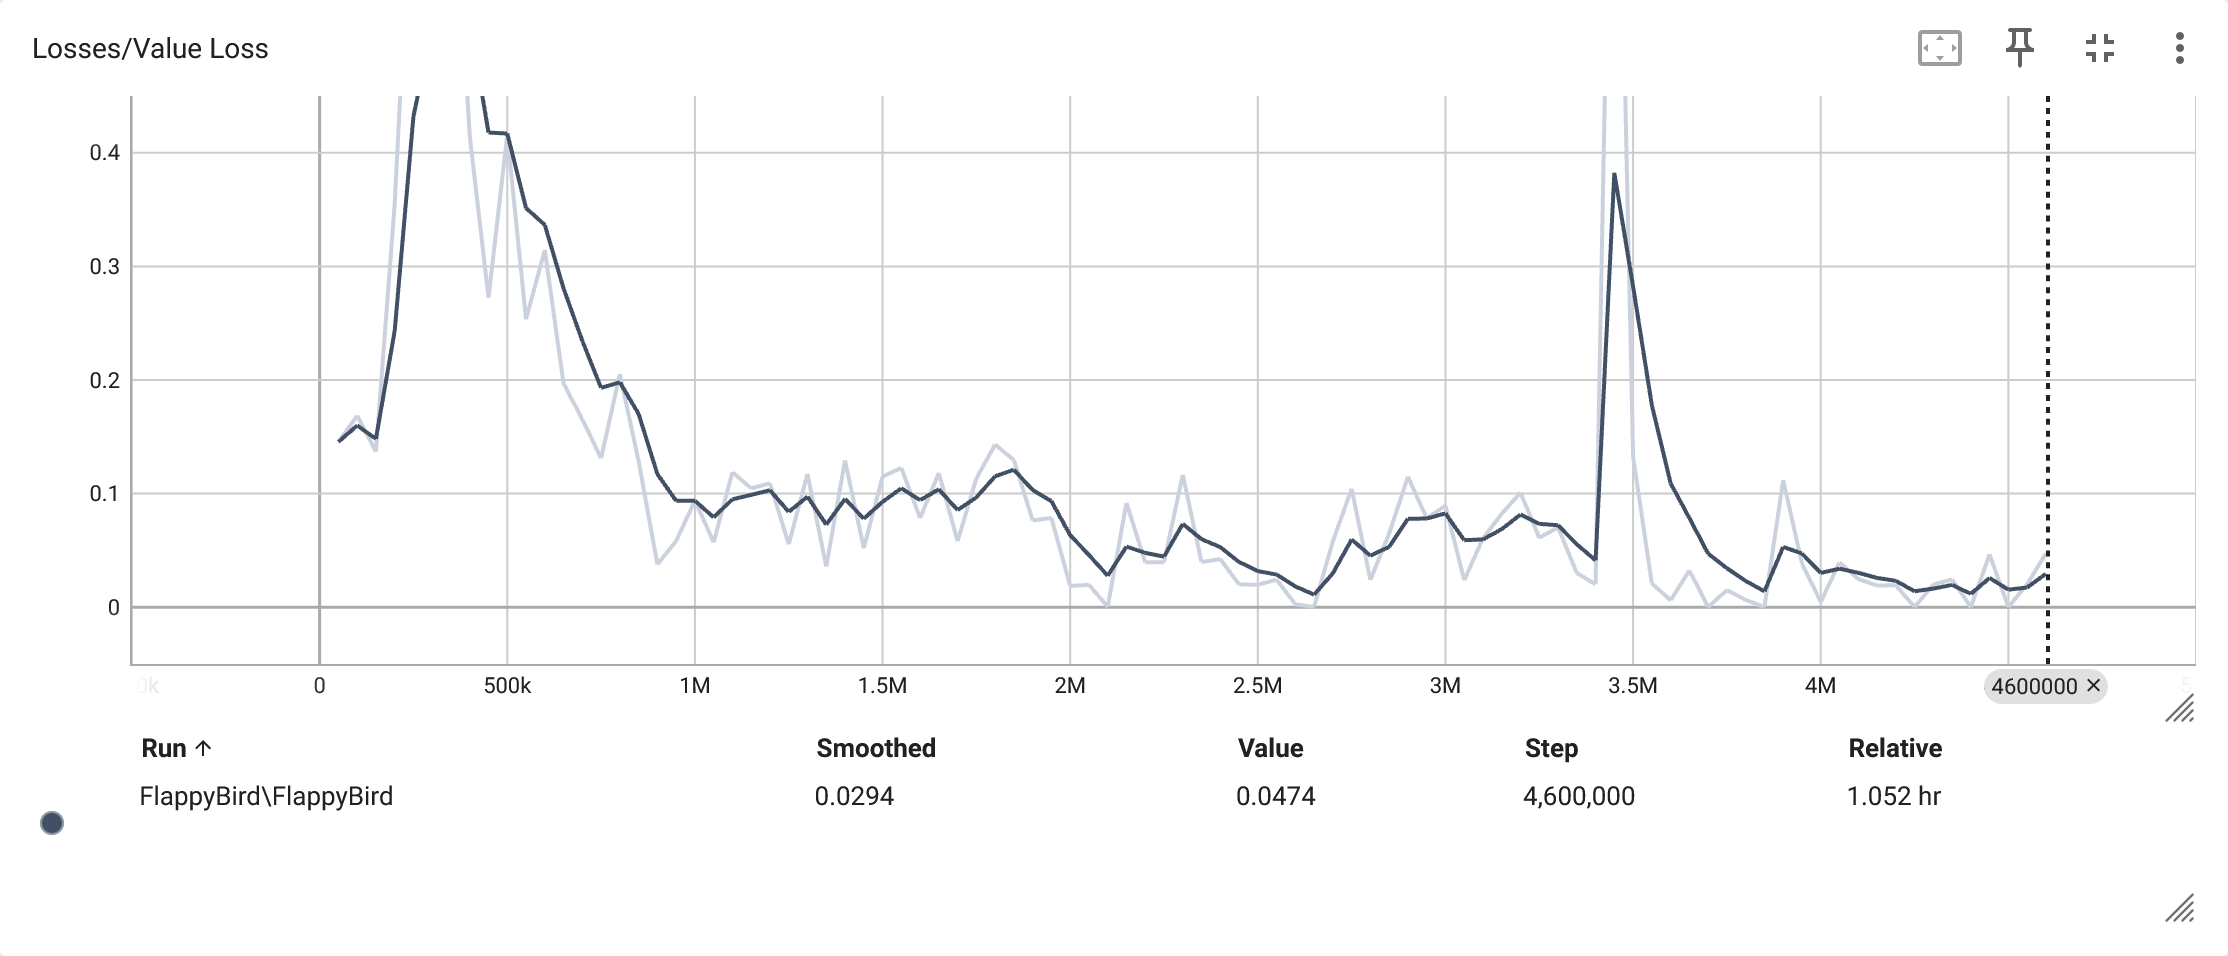 Losses/Value Loss
0.4
0.3
0.2
0.1
0
0k 0 500k 1M 1.5M 2M 2.5M 3M 3.5M 4M 4600000 ✕ 5
Run ↑ Smoothed Value Step Relative
FlappyBird\FlappyBird 0.0294 0.0474 4,600,000 1.052 hr